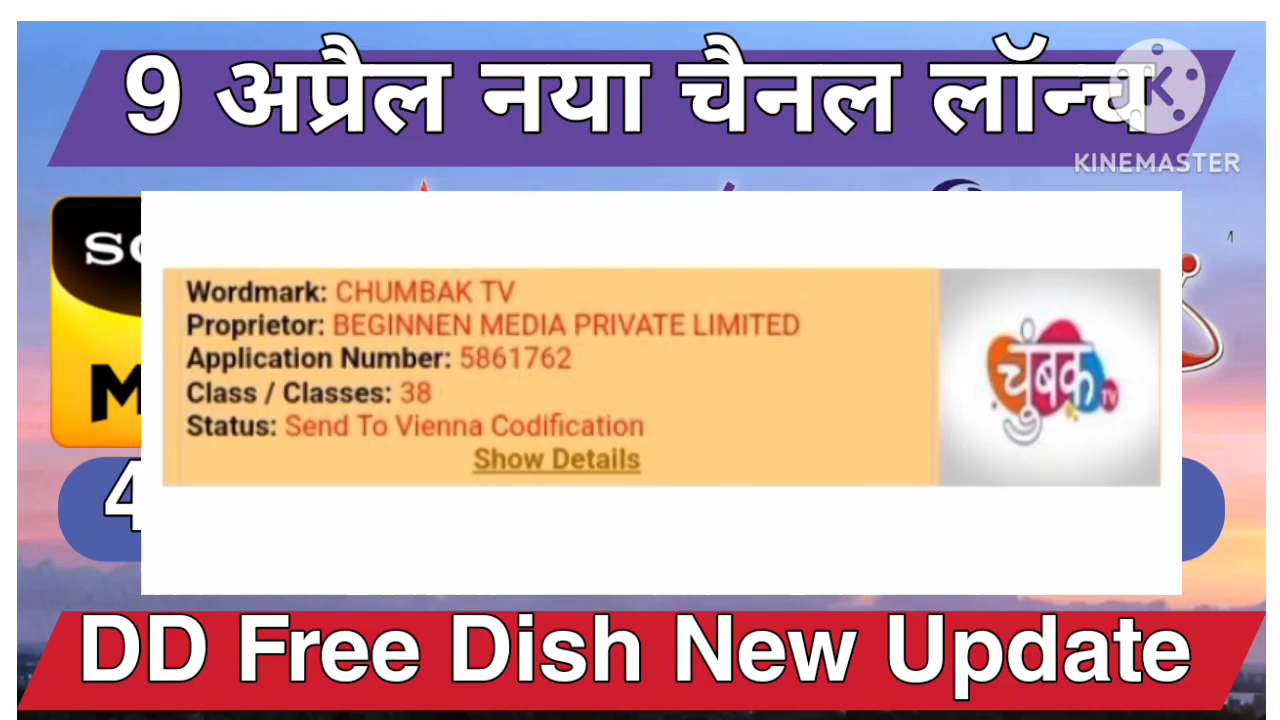 9 अप्रैल नया चैनल लॉन्च
KINEMASTER
Wordmark: CHUMBAK TV
Proprietor: BEGINNEN MEDIA PRIVATE LIMITED
Application Number: 5861762
Class / Classes: 38
Status: Send To Vienna Codification
Show Details
चुंबक TV
DD Free Dish New Update